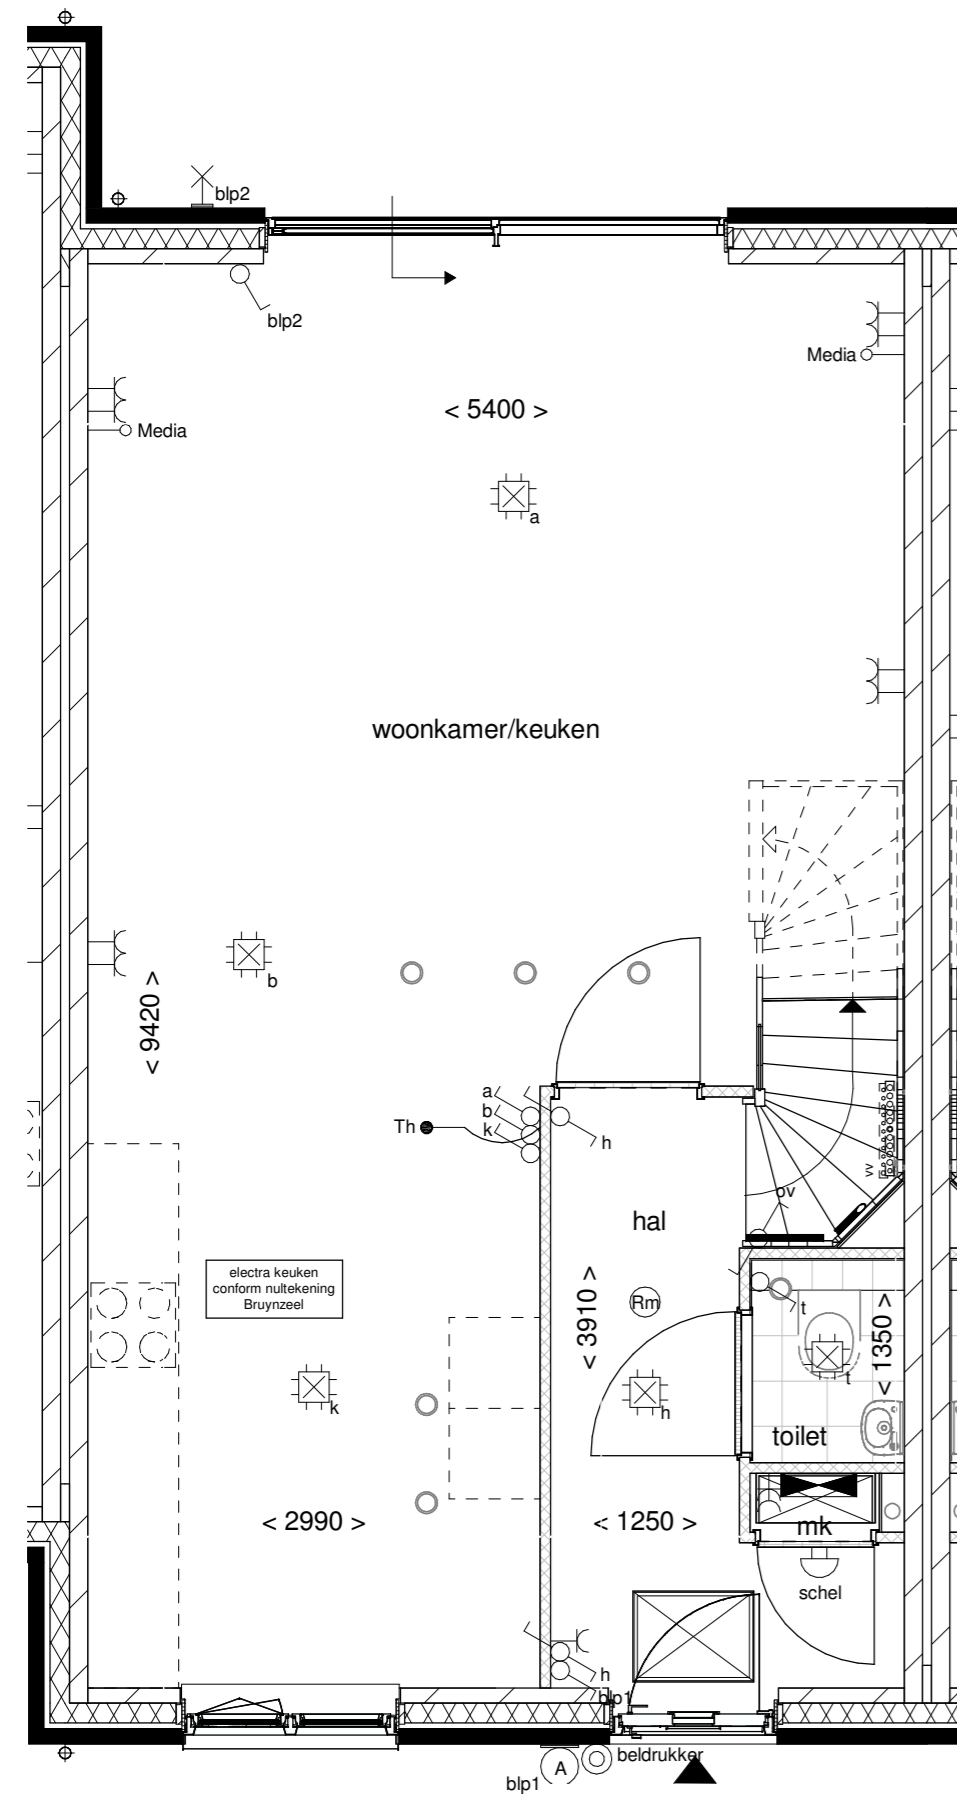 blp2
blp2
Media
Media
< 5400 >
a
woonkamer/keuken
b
< 9420 >
a
b
k
Th
h
vv
ov
hal
electra keuken
conform nultekening
Bruynzeel
Rm
< 3910 >
t
< 1350 >
t
k
h
toilet
< 2990 >
< 1250 >
mk
schel
h
blp1
beldrukker
A
blp1